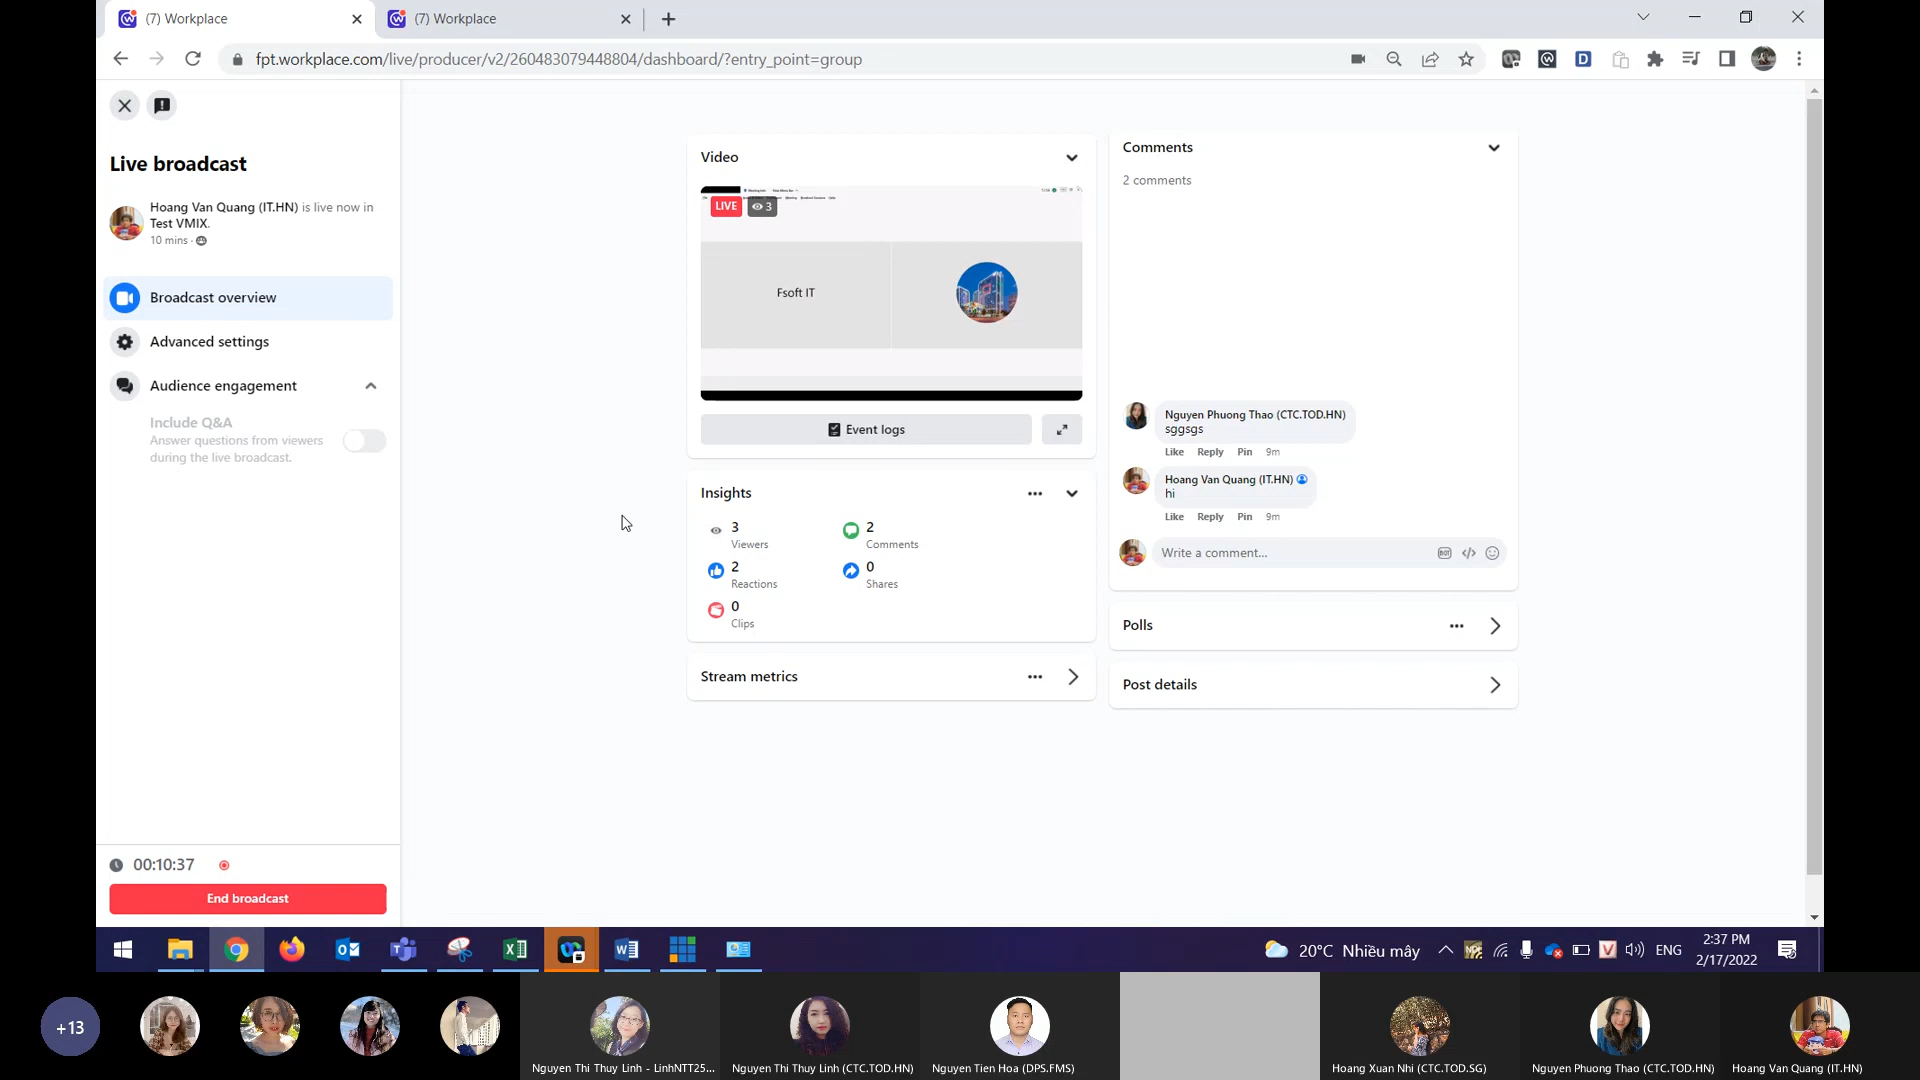 (7) Workplace
(7) Workplace
fpt.workplace.com/live/producer/v2/260483079448804/dashboard/?entry_point=group
Live broadcast
Hoang Van Quang (IT.HN) is live now in
Test VMIX.
10 mins ·
Broadcast overview
Advanced settings
Audience engagement
Include Q&A
Answer questions from viewers
during the live broadcast.
00:10:37
End broadcast
Video
LIVE
3
Fsoft IT
Event logs
Insights
3
Viewers
2
Comments
2
Reactions
0
Shares
0
Clips
Stream metrics
Comments
2 comments
Nguyen Phuong Thao (CTC.TOD.HN)
sggsgs
Like Reply Pin 9m
Hoang Van Quang (IT.HN)
hi
Like Reply Pin 9m
Write a comment...
Polls
Post details
20°C Nhiều mây
ENG
2:37 PM
2/17/2022
+13
Nguyen Thi Thuy Linh - LinhNTT25...
Nguyen Thi Thuy Linh (CTC.TOD.HN)
Nguyen Tien Hoa (DPS.FMS)
Hoang Xuan Nhi (CTC.TOD.SG)
Nguyen Phuong Thao (CTC.TOD.HN)
Hoang Van Quang (IT.HN)